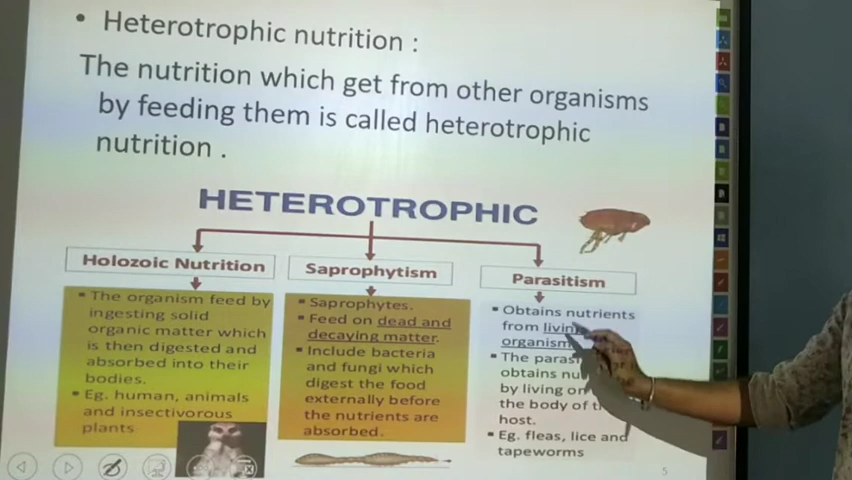 • Heterotrophic nutrition :
The nutrition which get from other organisms
by feeding them is called heterotrophic
nutrition .
HETEROTROPHIC
Holozoic Nutrition
▪ The organism feed by
ingesting solid
organic matter which
is then digested and
absorbed into their
bodies.
▪ Eg. human, animals
and insectivorous
plants
Saprophytism
▪ Saprophytes.
▪ Feed on dead and
decaying matter.
▪ Include bacteria
and fungi which
digest the food
externally before
the nutrients are
absorbed.
Parasitism
▪ Obtains nutrients
from
organism
▪ The
obtains
by living on
the body of
host.
▪ Eg. fleas, lice and
tapeworms
5